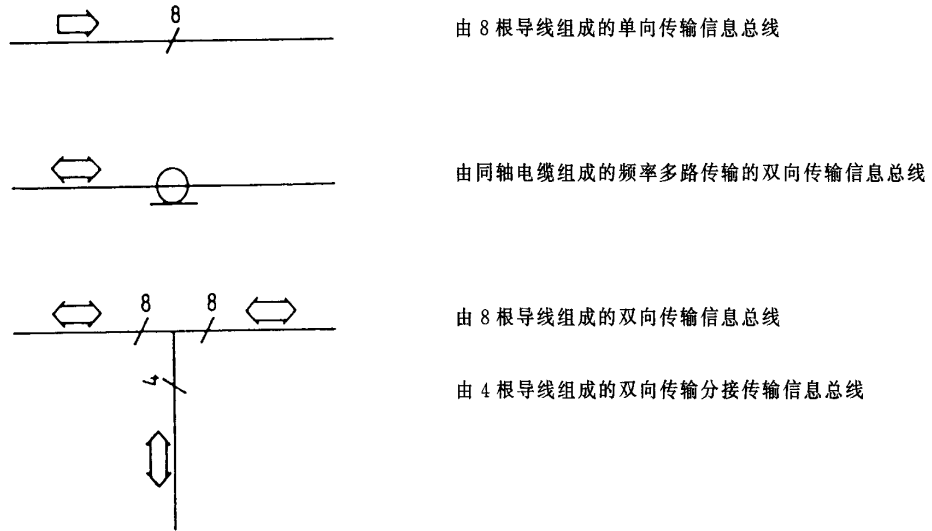 8
由8根导线组成的单向传输信息总线
由同轴电缆组成的频率多路传输的双向传输信息总线
8 8
由8根导线组成的双向传输信息总线
4
由4根导线组成的双向传输分接传输信息总线